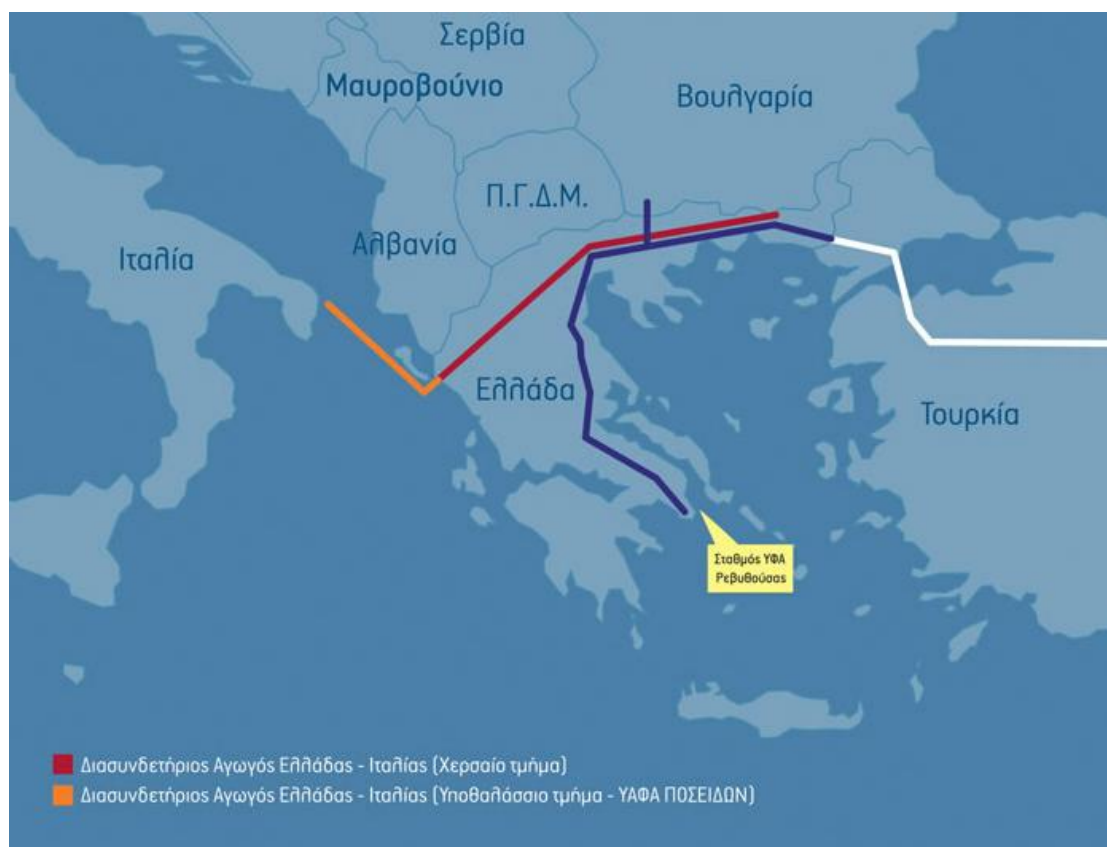 Σερβία
Μαυροβούνιο
Βουλγαρία
Π.Γ.Δ.Μ.
Αλβανία
Ιταλία
Ελλάδα
Τουρκία
Σταθμός ΥΦΑ
Ρεβυθούσας
Διασυνδετήριος Αγωγός Ελλάδας - Ιταλίας (Χερσαίο τμήμα)
Διασυνδετήριος Αγωγός Ελλάδας - Ιταλίας (Υποθαλάσσιο τμήμα - ΥΑΦΑ ΠΟΣΕΙΔΩΝ)